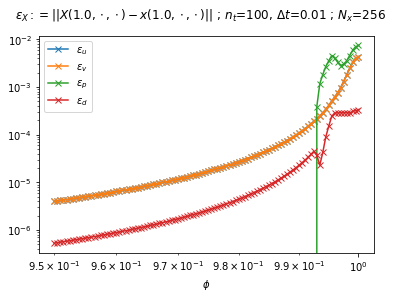 ε_X := ||X(1.0, ·, ·) − x(1.0, ·, ·)|| ; n_t=100, Δt=0.01 ; N_x=256
10⁻²
10⁻³
10⁻⁴
10⁻⁵
10⁻⁶
ε_u
ε_v
ε_p
ε_d
9.5 × 10⁻¹ 9.6 × 10⁻¹ 9.7 × 10⁻¹ 9.8 × 10⁻¹ 9.9 × 10⁻¹ 10⁰
ϕ